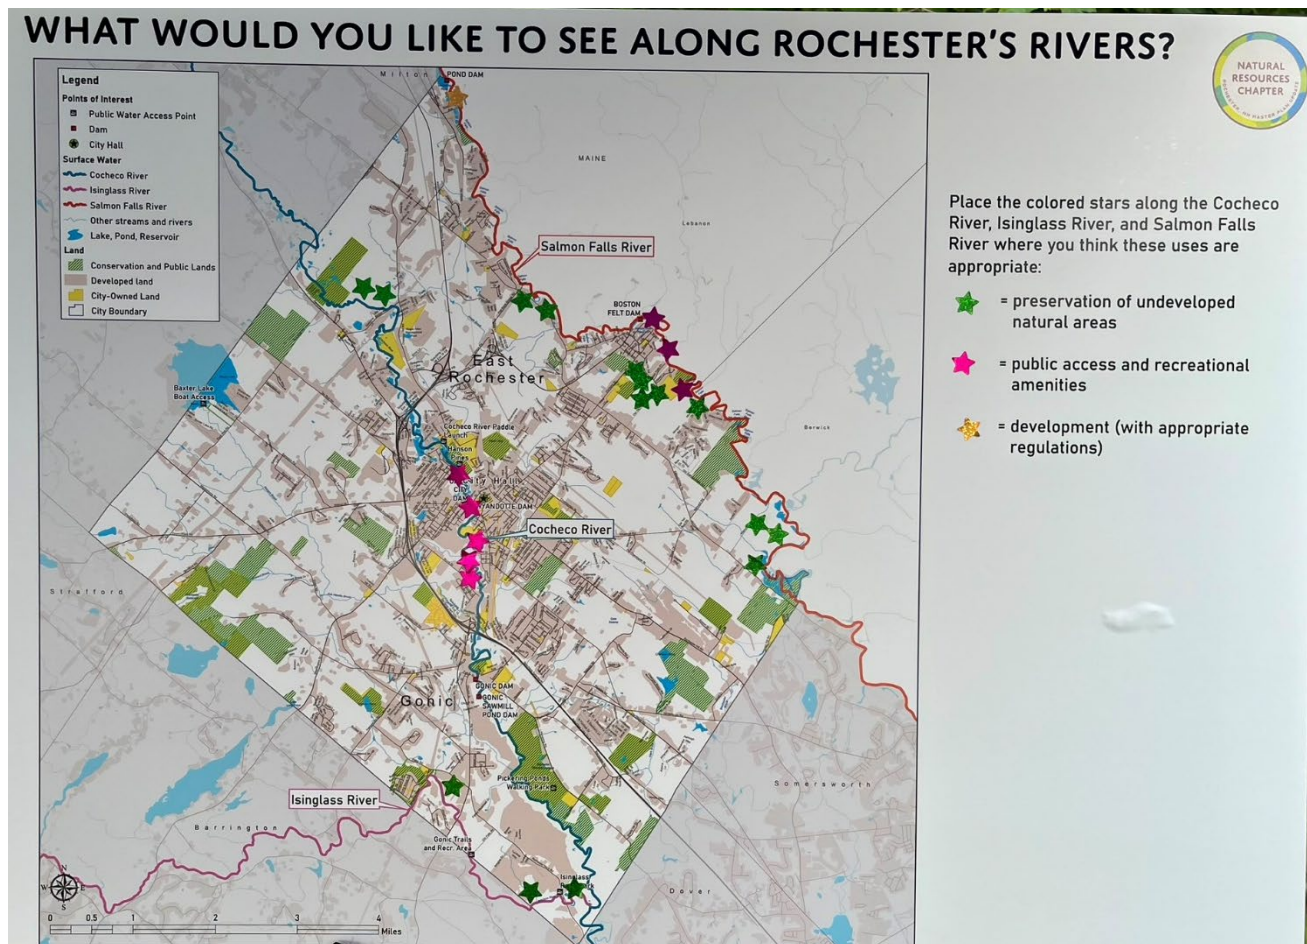 WHAT WOULD YOU LIKE TO SEE ALONG ROCHESTER'S RIVERS?
NATURAL
RESOURCES
CHAPTER
Legend
Points of Interest
Public Water Access Point
Dam
City Hall
Surface Water
Cocheco River
Isinglass River
Salmon Falls River
Other streams and rivers
Lake, Pond, Reservoir
Land
Conservation and Public Lands
Developed land
City-Owned Land
City Boundary
Milton
POND DAM
MAINE
Lebanon
Salmon Falls River
BOSTON
FELT DAM
East
Rochester
Baxter Lake
Boat Access
Cocheco River Paddle
Launch
Hanson
Pines
Berwick
CITY
DAM
WYANDOTTE DAM
Cocheco River
Strafford
GONIC DAM
Gonic
GONIC
SAWMILL
POND DAM
Pickering Ponds
Walking Park
Somersworth
Isinglass River
Barrington
Gonic Trails
and Recr. Area
Isinglass
Dover
N
W E
S
0 0.5 1 2 3 4
Miles
Place the colored stars along the Cocheco
River, Isinglass River, and Salmon Falls
River where you think these uses are
appropriate:
= preservation of undeveloped
natural areas
= public access and recreational
amenities
= development (with appropriate
regulations)